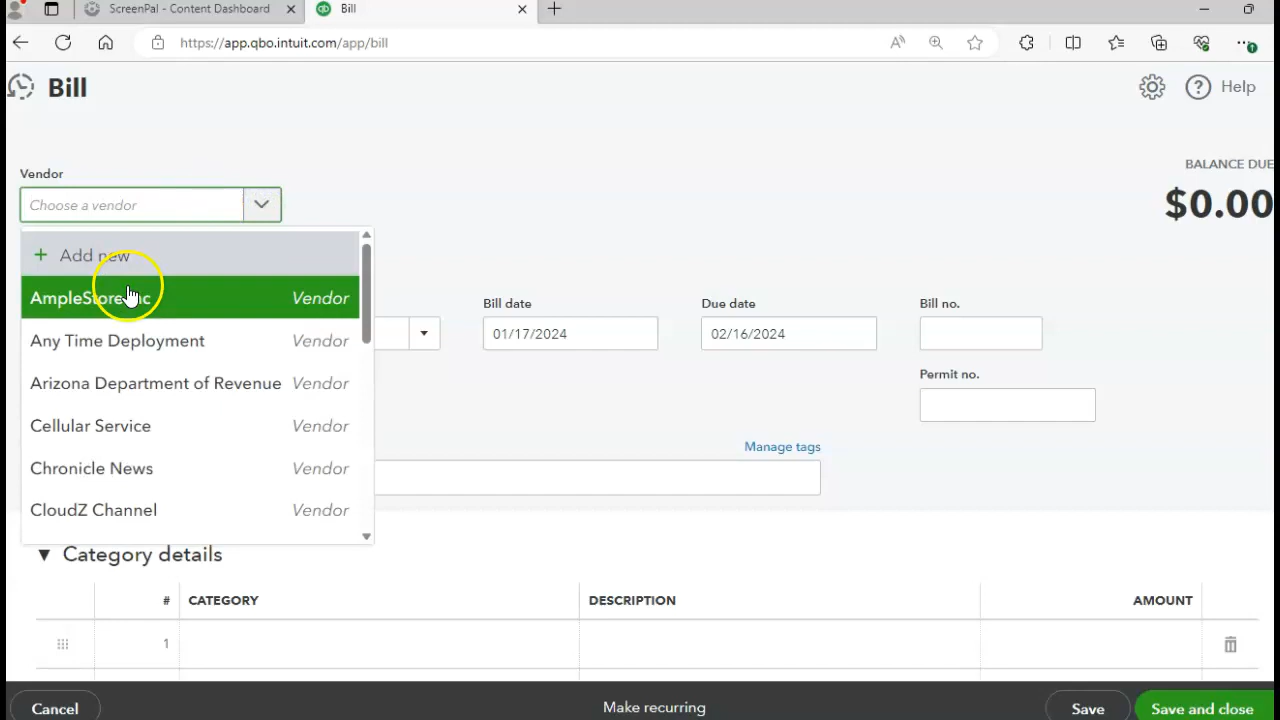 ScreenPal - Content Dashboard
Bill
https://app.qbo.intuit.com/app/bill
Bill
Help
BALANCE DUE
$0.00
Vendor
Choose a vendor
+ Add new
AmpleStore Inc Vendor
Any Time Deployment Vendor
Arizona Department of Revenue Vendor
Cellular Service Vendor
Chronicle News Vendor
CloudZ Channel Vendor
Bill date
Due date
Bill no.
01/17/2024
02/16/2024
Permit no.
Manage tags
Category details
# CATEGORY DESCRIPTION AMOUNT
1
Cancel
Make recurring
Save
Save and close